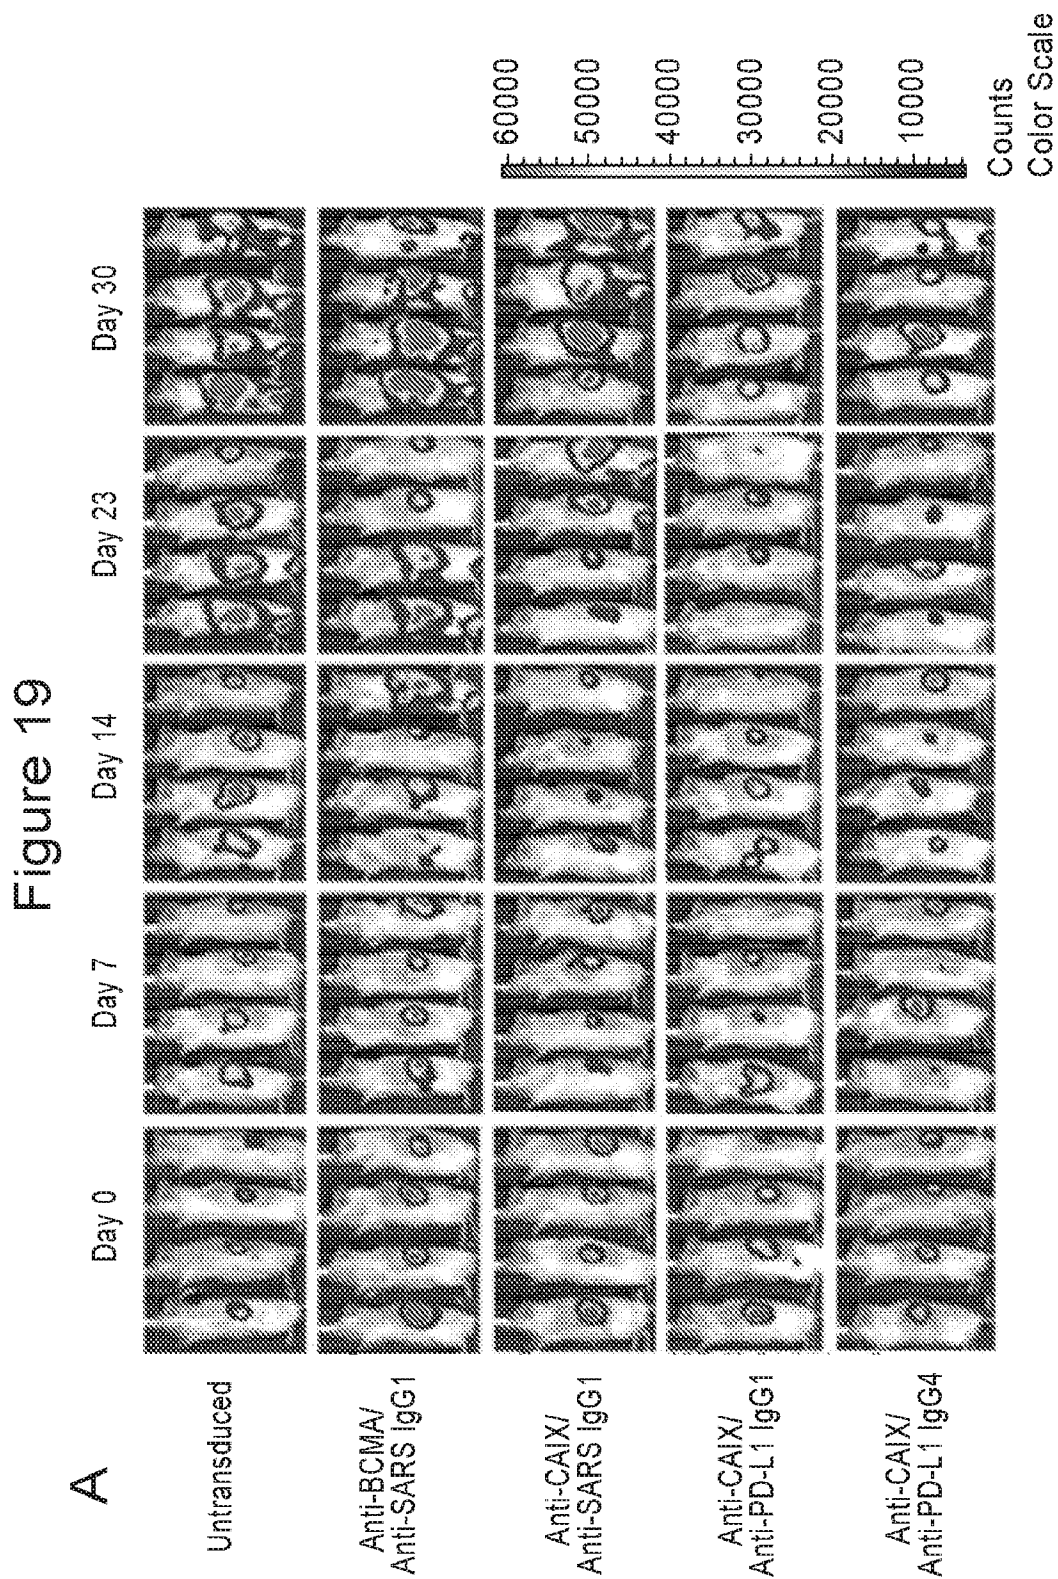 Figure 19
A
Day 0
Day 7
Day 14
Day 23
Day 30
Untransduced
Anti-BCMA/
Anti-SARS IgG1
Anti-CAIX/
Anti-SARS IgG1
Anti-CAIX/
Anti-PD-L1 IgG1
Anti-CAIX/
Anti-PD-L1 IgG4
60000
50000
40000
30000
20000
10000
Counts
Color Scale